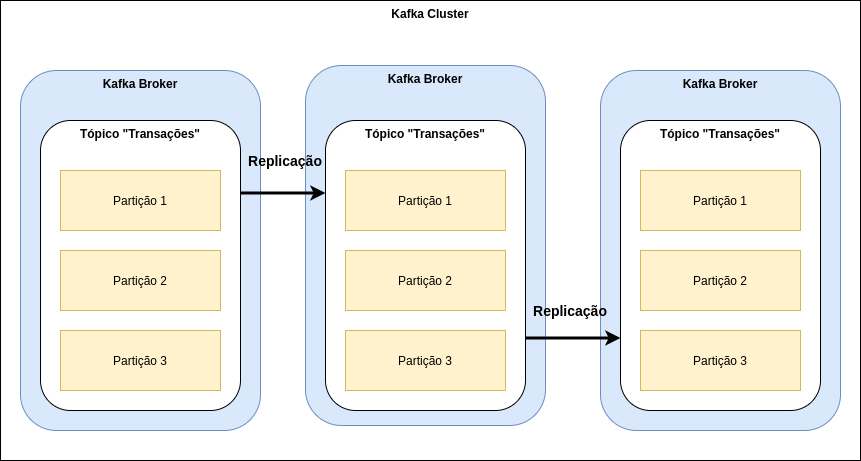 Kafka Cluster
Kafka Broker
Tópico "Transações"
Partição 1
Partição 2
Partição 3
Replicação
Kafka Broker
Tópico "Transações"
Partição 1
Partição 2
Partição 3
Replicação
Kafka Broker
Tópico "Transações"
Partição 1
Partição 2
Partição 3